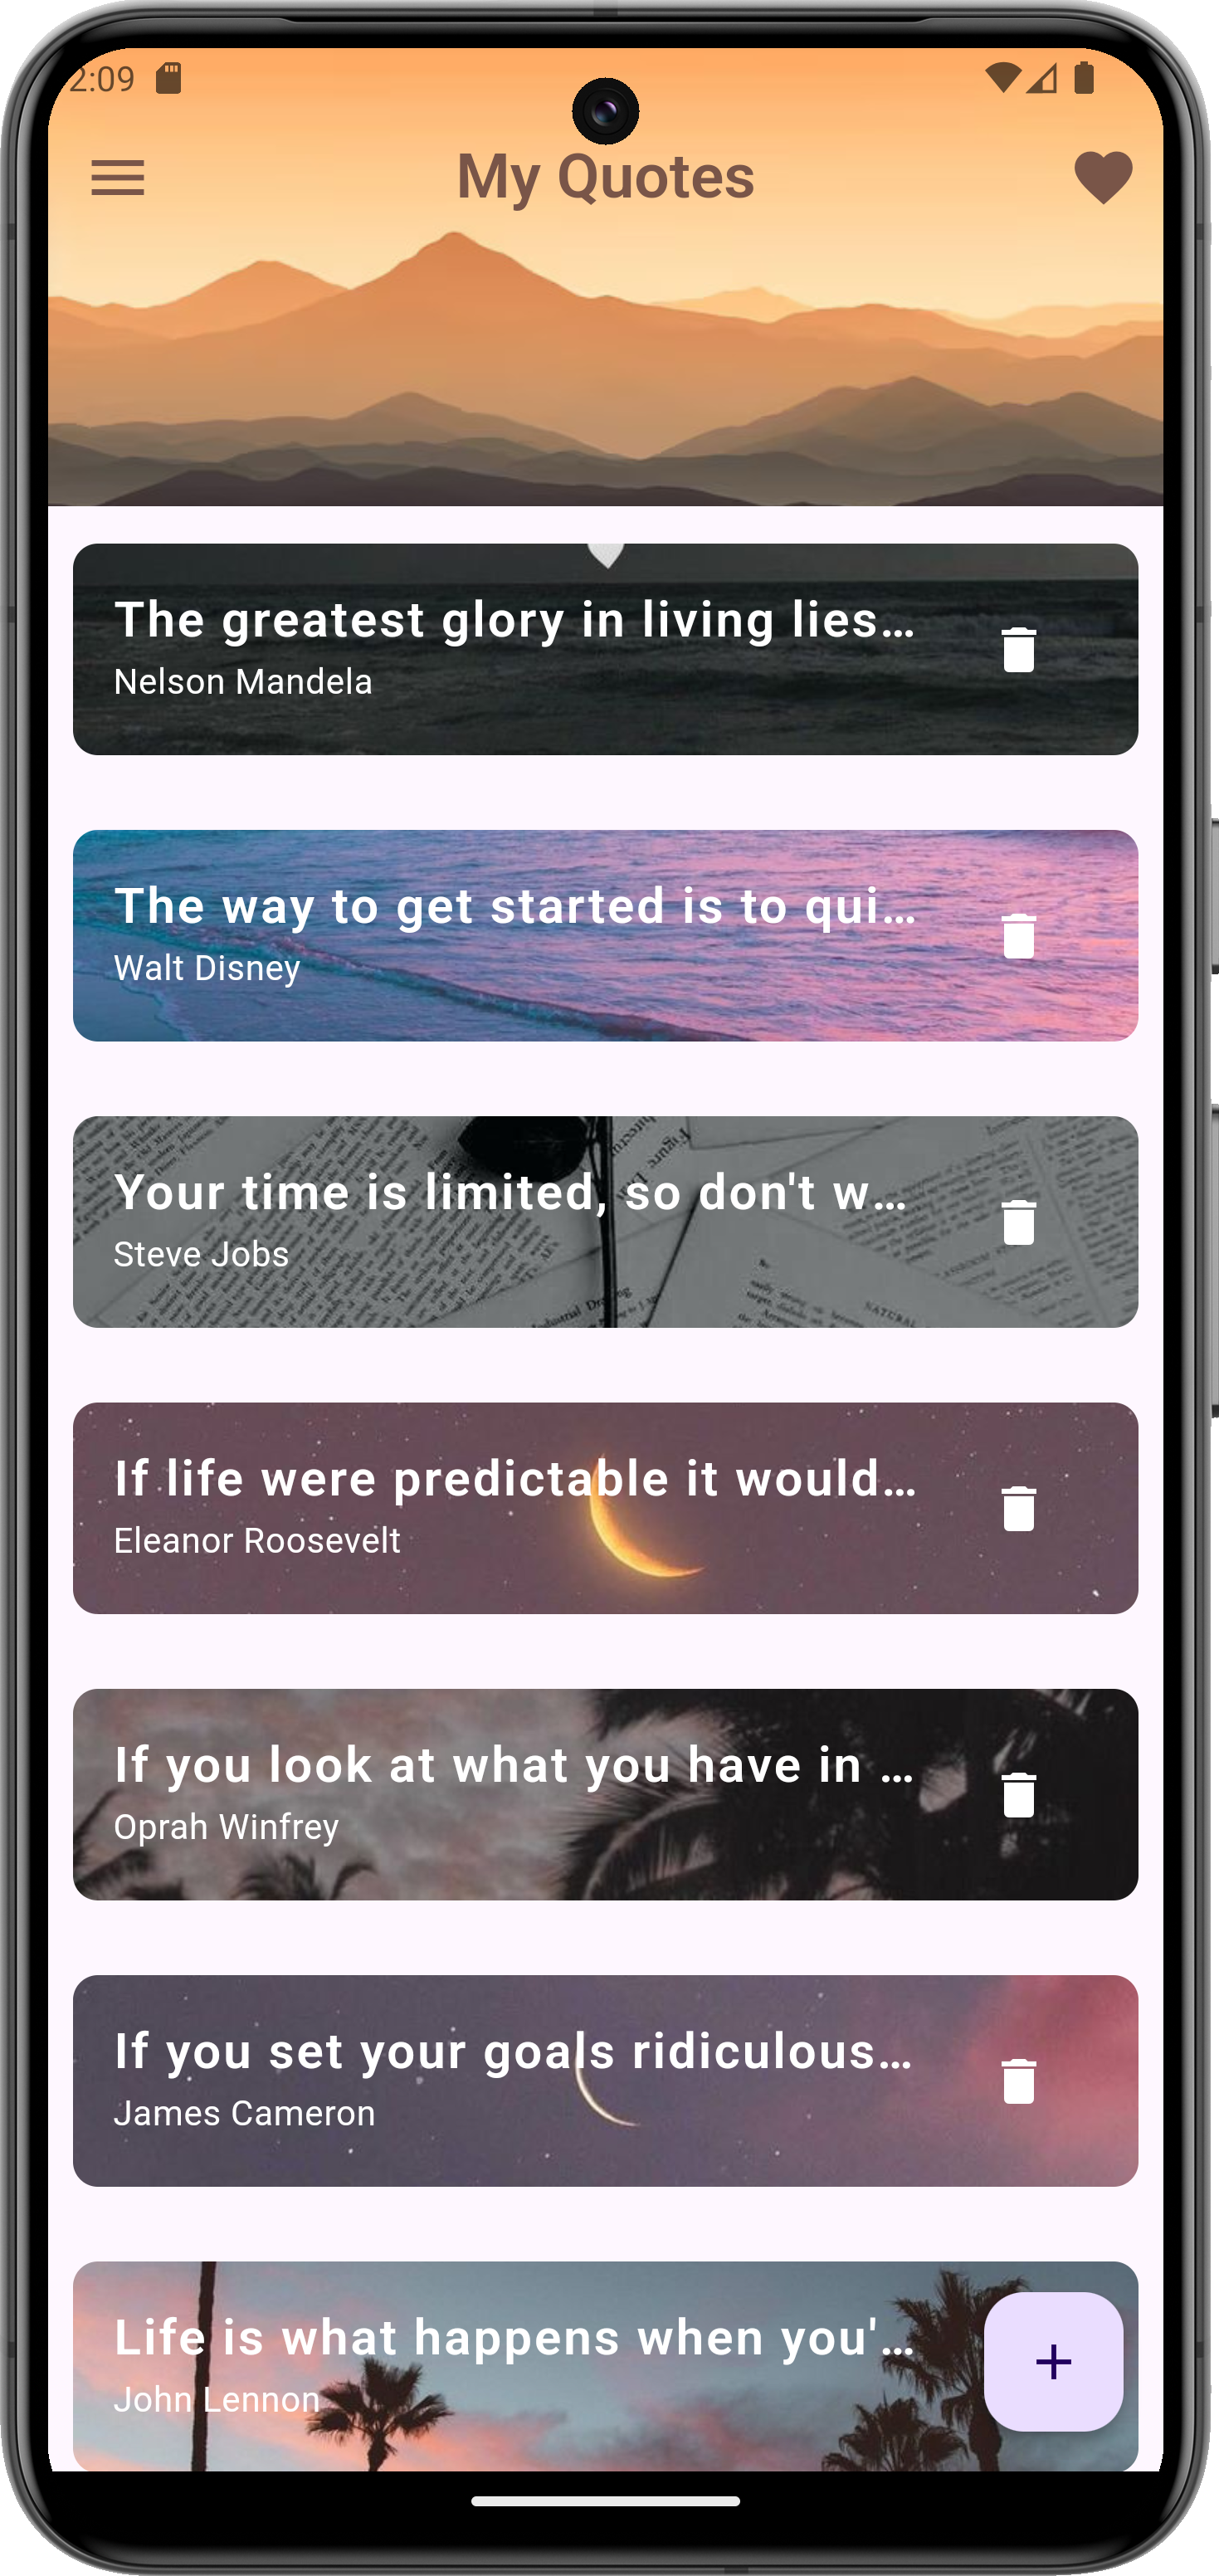 2:09
My Quotes
The greatest glory in living lies...
Nelson Mandela
The way to get started is to qui...
Walt Disney
Your time is limited, so don't w...
Steve Jobs
If life were predictable it would...
Eleanor Roosevelt
If you look at what you have in ...
Oprah Winfrey
If you set your goals ridiculous...
James Cameron
Life is what happens when you'...
John Lennon